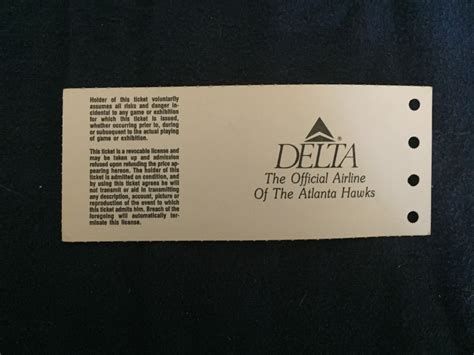 Holder of this ticket voluntarily
assumes all risks and danger in-
cidental to any game or exhibition
for which this ticket is issued,
whether occurring prior to, during
or subsequent to the actual playing
of game or exhibition.
This ticket is a revocable license and
may be taken up and admission
refused upon refunding the price app-
earing hereon. The holder of this
ticket is admitted on condition, and
by using this ticket agrees he will
not transmit or aid in transmitting
any description, account, picture or
reproduction of the event to which
this ticket admits him. Breach of the
foregoing will automatically ter-
minate this license.
DELTA®
The Official Airline
Of The Atlanta Hawks